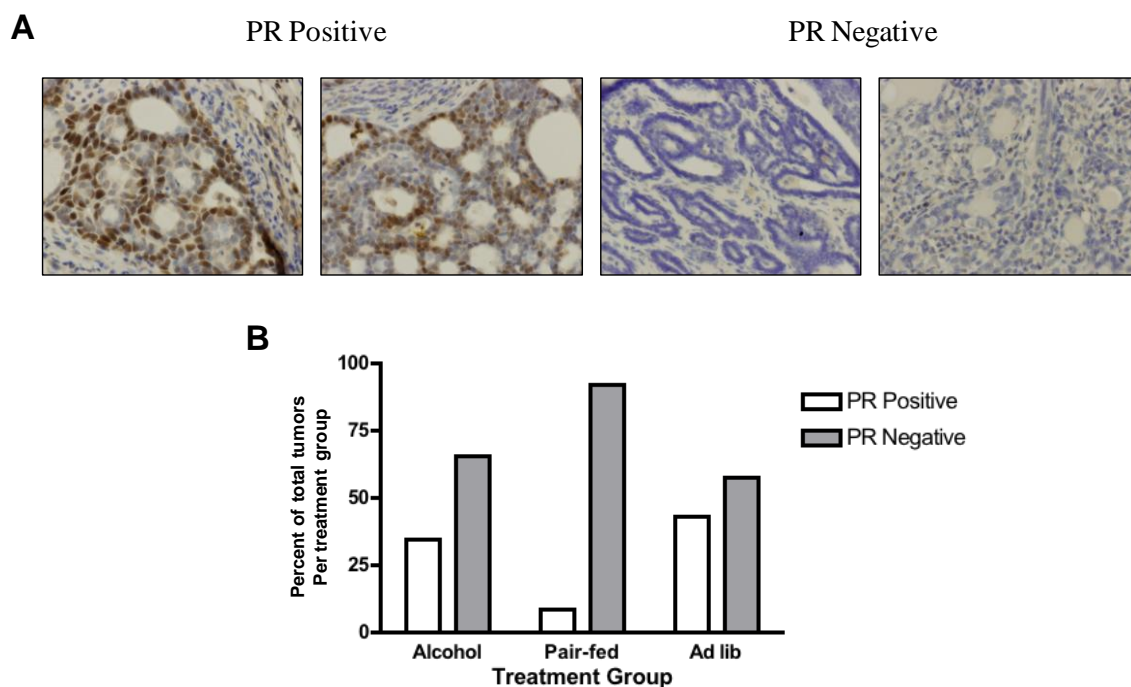 A
PR Positive
PR Negative
B
Percent of total tumors
Per treatment group
100
75
50
25
0
Alcohol
Pair-fed
Ad lib
Treatment Group
PR Positive
PR Negative